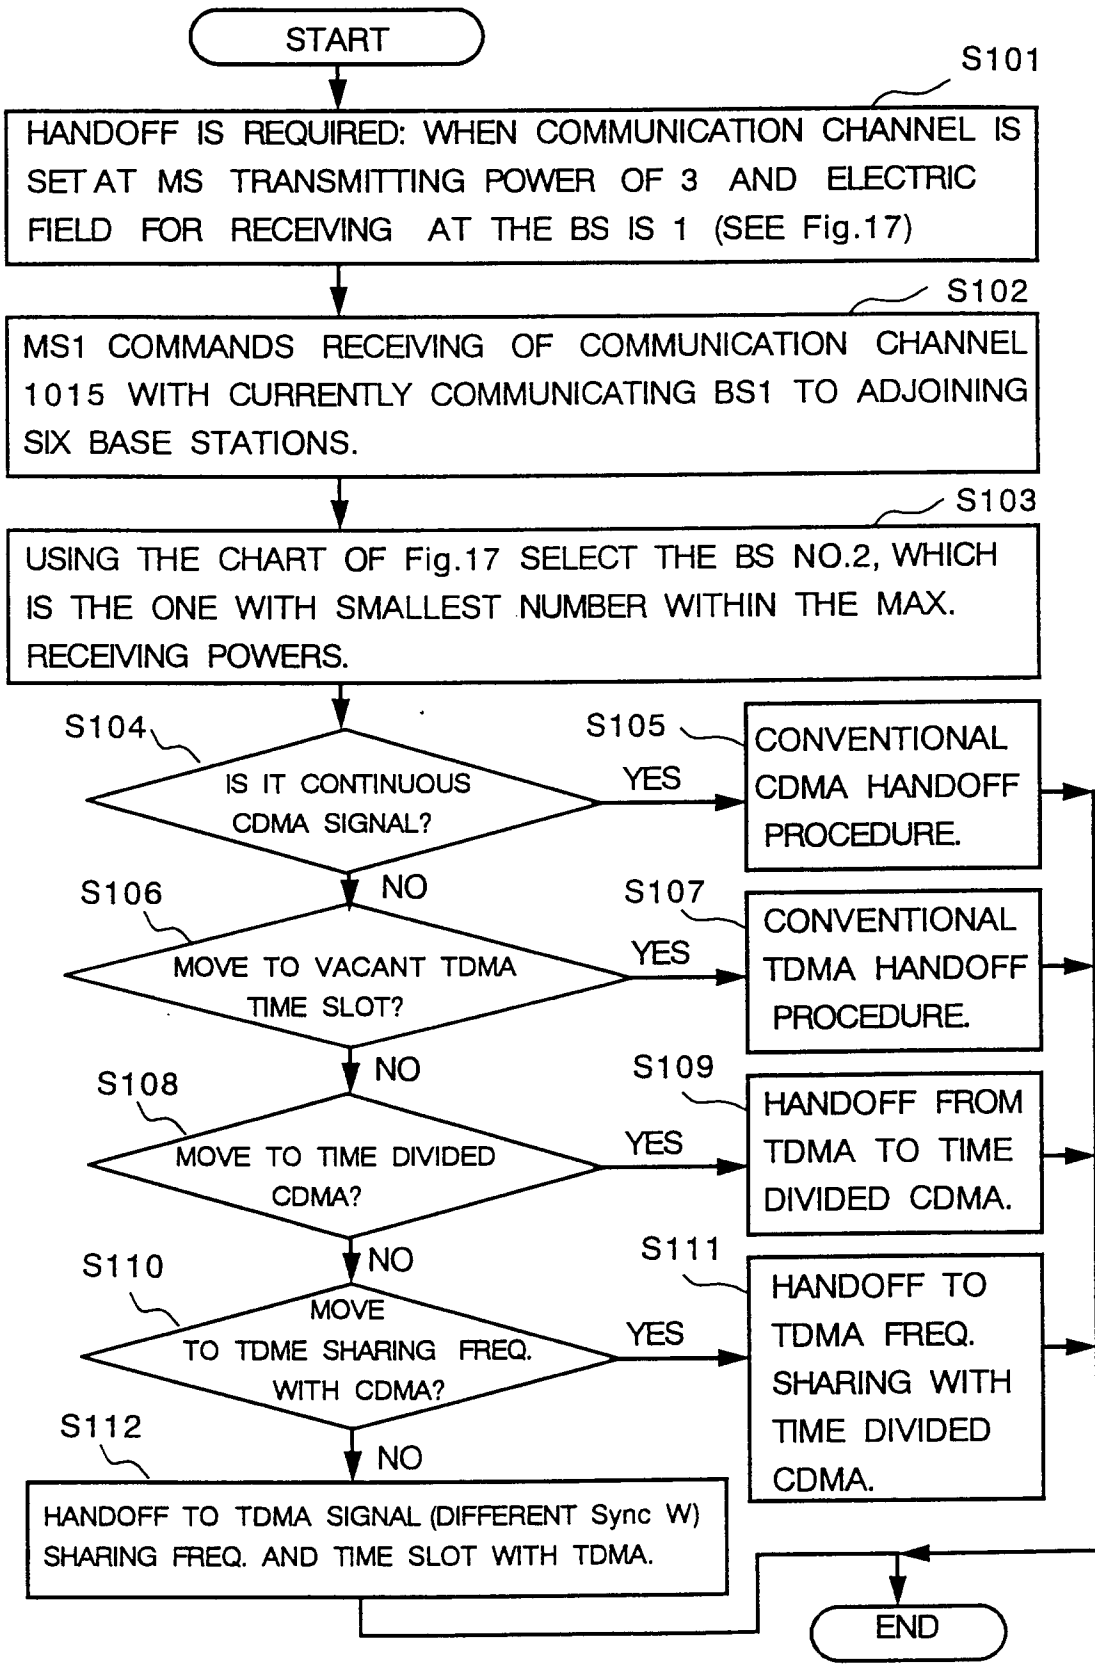 START
S101
HANDOFF IS REQUIRED: WHEN COMMUNICATION CHANNEL IS
SET AT MS TRANSMITTING POWER OF 3 AND ELECTRIC
FIELD FOR RECEIVING AT THE BS IS 1 (SEE Fig.17)
S102
MS1 COMMANDS RECEIVING OF COMMUNICATION CHANNEL
1015 WITH CURRENTLY COMMUNICATING BS1 TO ADJOINING
SIX BASE STATIONS.
S103
USING THE CHART OF Fig.17 SELECT THE BS NO.2, WHICH
IS THE ONE WITH SMALLEST NUMBER WITHIN THE MAX.
RECEIVING POWERS.
S104
IS IT CONTINUOUS
CDMA SIGNAL?
YES
S105
CONVENTIONAL
CDMA HANDOFF
PROCEDURE.
NO
S106
MOVE TO VACANT TDMA
TIME SLOT?
YES
S107
CONVENTIONAL
TDMA HANDOFF
PROCEDURE.
NO
S108
MOVE TO TIME DIVIDED
CDMA?
YES
S109
HANDOFF FROM
TDMA TO TIME
DIVIDED CDMA.
NO
S110
MOVE
TO TDME SHARING FREQ.
WITH CDMA?
YES
S111
HANDOFF TO
TDMA FREQ.
SHARING WITH
TIME DIVIDED
CDMA.
NO
S112
HANDOFF TO TDMA SIGNAL (DIFFERENT Sync W)
SHARING FREQ. AND TIME SLOT WITH TDMA.
END